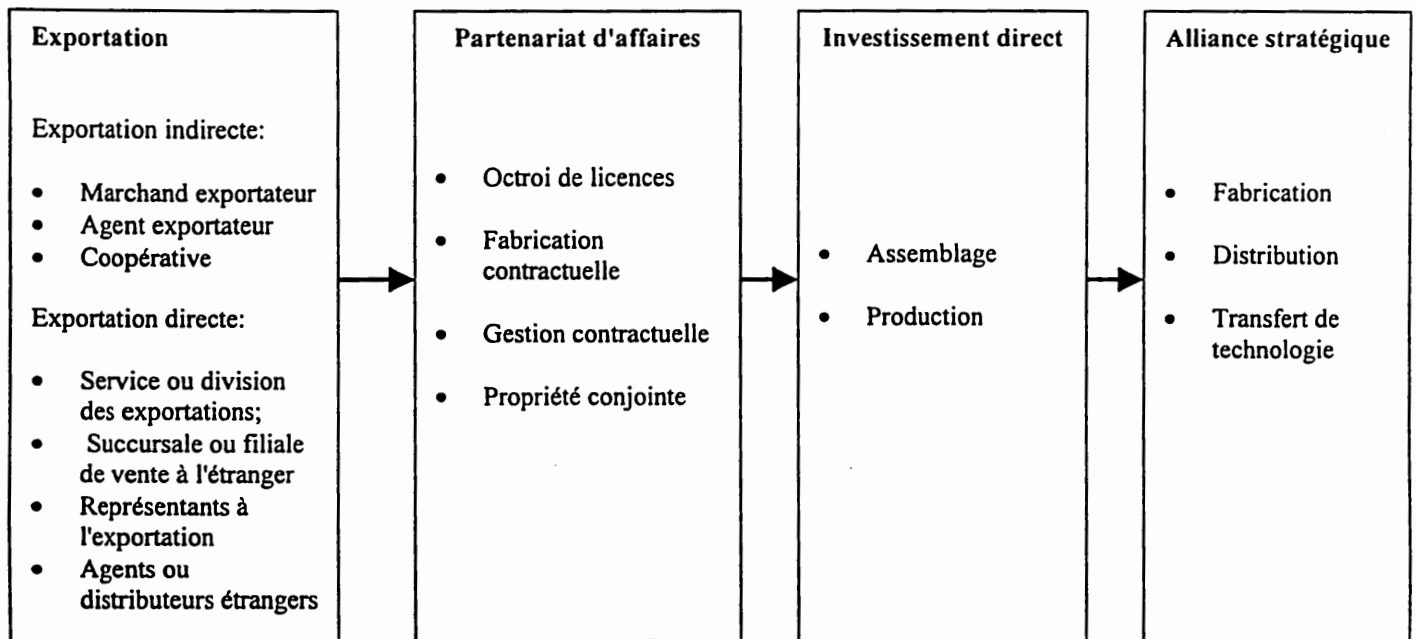 Exportation
Exportation indirecte:
• Marchand exportateur
• Agent exportateur
• Coopérative
Exportation directe:
• Service ou division
des exportations;
• Succursale ou filiale
de vente à l'étranger
• Représentants à
l'exportation
• Agents ou
distributeurs étrangers
Partenariat d'affaires
• Octroi de licences
• Fabrication
contractuelle
• Gestion contractuelle
• Propriété conjointe
Investissement direct
• Assemblage
• Production
Alliance stratégique
• Fabrication
• Distribution
• Transfert de
technologie